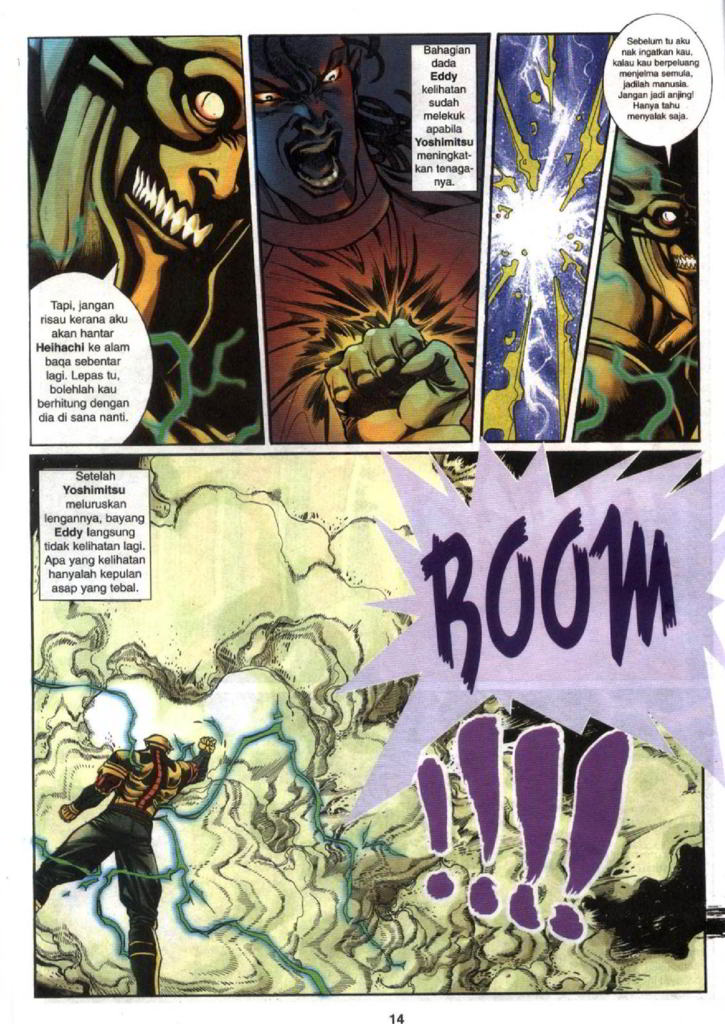 Tapi, jangan
risau kerana aku
akan hantar
Heihachi ke alam
baqa sebentar
lagi. Lepas tu,
bolehlah kau
berhitung dengan
dia di sana nanti.
Bahagian
dada
Eddy
kelihatan
sudah
melekuk
apabila
Yoshimitsu
meningkat-
kan tenaga-
nya.
Sebelum tu aku
nak ingatkan kau,
kalau kau berpeluang
menjelma semula,
jadilah manusia.
Jangan jadi anjing!
Hanya tahu
menyalak saja.
Setelah
Yoshimitsu
meluruskan
lengannya, bayang
Eddy langsung
tidak kelihatan lagi.
Apa yang kelihatan
hanyalah kepulan
asap yang tebal.
BOOM
!!!!
14